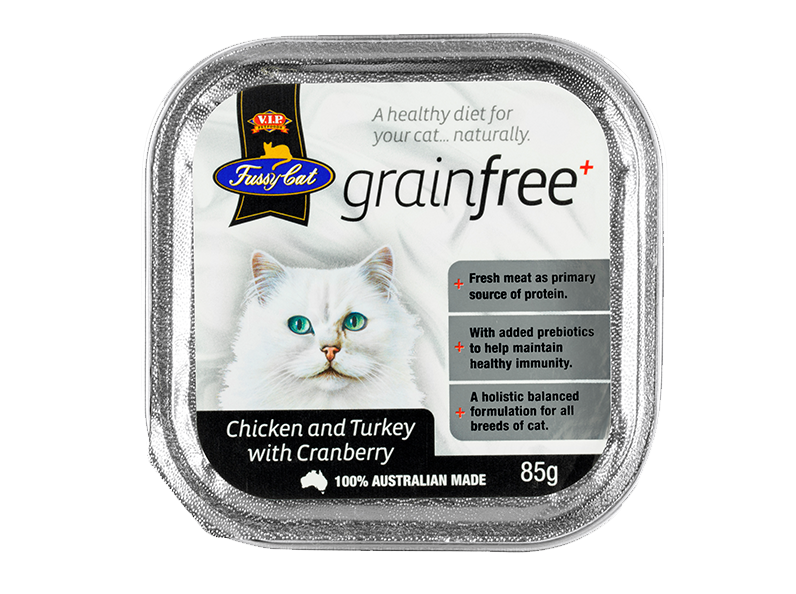 V.I.P.
PETFOODS
Fussy Cat
A healthy diet for
your cat... naturally.
grainfree+
+ Fresh meat as primary
source of protein.
With added prebiotics
+ to help maintain
healthy immunity.
A holistic balanced
+ formulation for all
breeds of cat.
Chicken and Turkey
with Cranberry
100% AUSTRALIAN MADE
85g